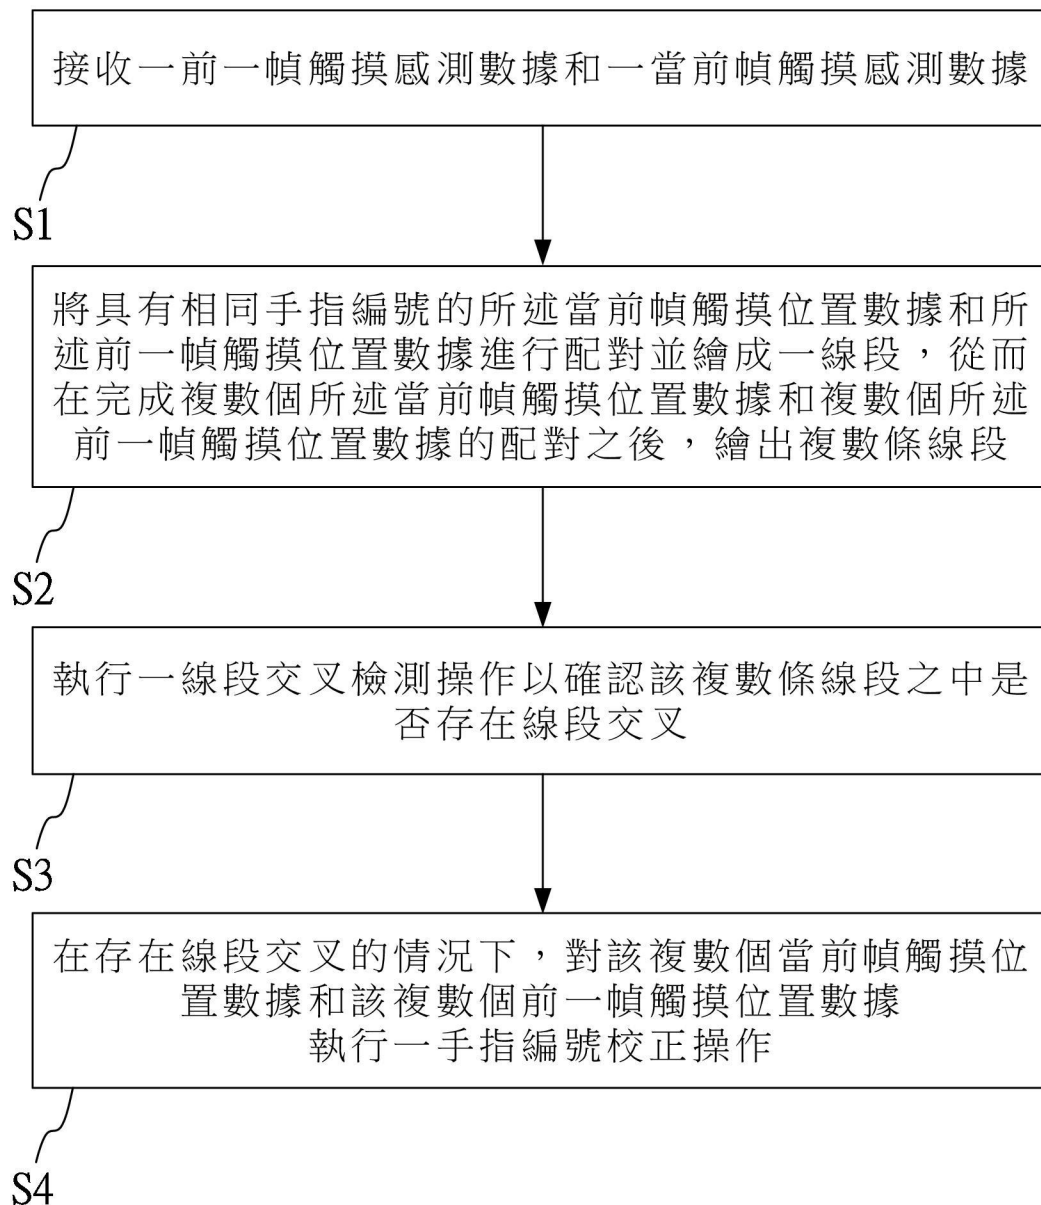 接收一前一幀觸摸感測數據和一當前幀觸摸感測數據
S1
將具有相同手指編號的所述當前幀觸摸位置數據和所
述前一幀觸摸位置數據進行配對並繪成一線段，從而
在完成複數個所述當前幀觸摸位置數據和複數個所述
前一幀觸摸位置數據的配對之後，繪出複數條線段
S2
執行一線段交叉檢測操作以確認該複數條線段之中是
否存在線段交叉
S3
在存在線段交叉的情況下，對該複數個當前幀觸摸位
置數據和該複數個前一幀觸摸位置數據
執行一手指編號校正操作
S4